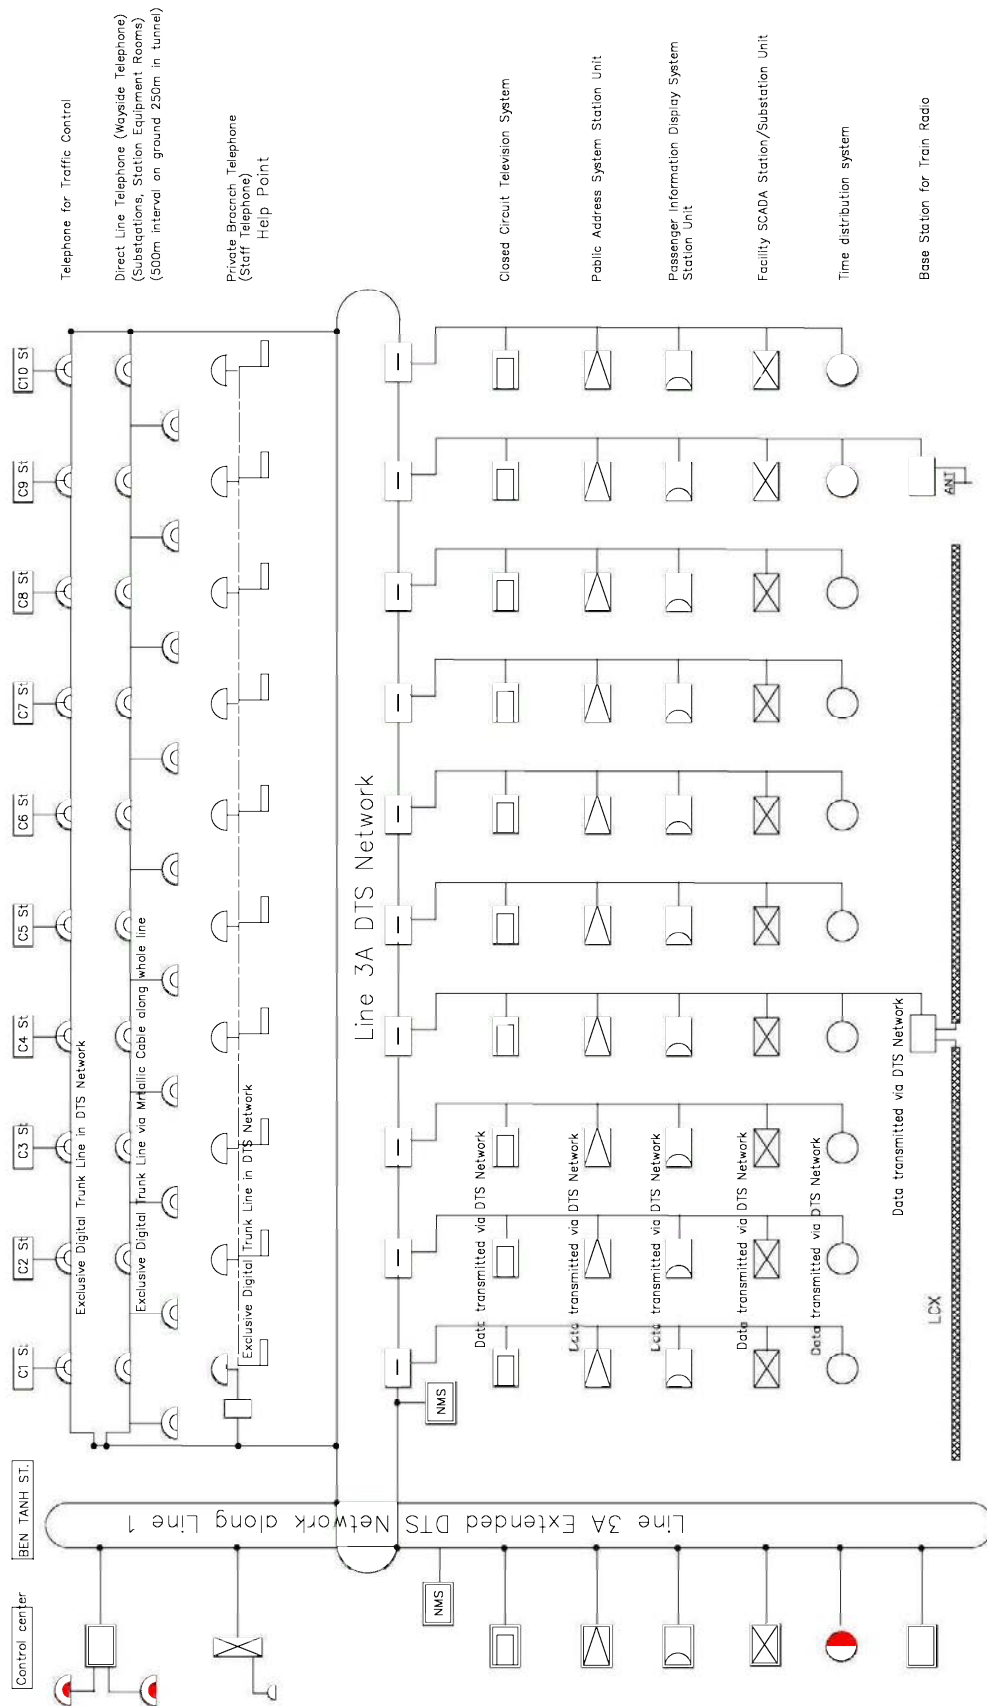 Control center
BEN TANH ST.
C1 St
C2 St
C3 St
C4 St
C5 St
C6 St
C7 St
C8 St
C9 St
C10 St
Telephone for Traffic Control
Exclusive Digital Trunk Line in DTS Network
Direct Line Telephone (Wayside Telephone)
(Substqations, Station Equipment Rooms)
(500m interval on ground 250m in tunnel)
Exclusive Digital Trunk Line via Mrtallic Cable along whole line
Private Bracnch Telephone
(Staff Telephone)
Help Point
Exclusive Digital Trunk Line in DTS Network
Line 3A DTS Network
Line 3A Extended DTS Network along Line 1
NMS
NMS
Closed Circuit Television System
Data transmitted via DTS Network
Pablic Address System Station Unit
Data transmitted via DTS Network
Passenger Information Display System
Station Unit
Data transmitted via DTS Network
Facility SCADA Station/Substation Unit
Data transmitted via DTS Network
Time distribution system
Data transmitted via DTS Network
Base Station for Train Radio
Data transmitted via DTS Network
LCX
ANT